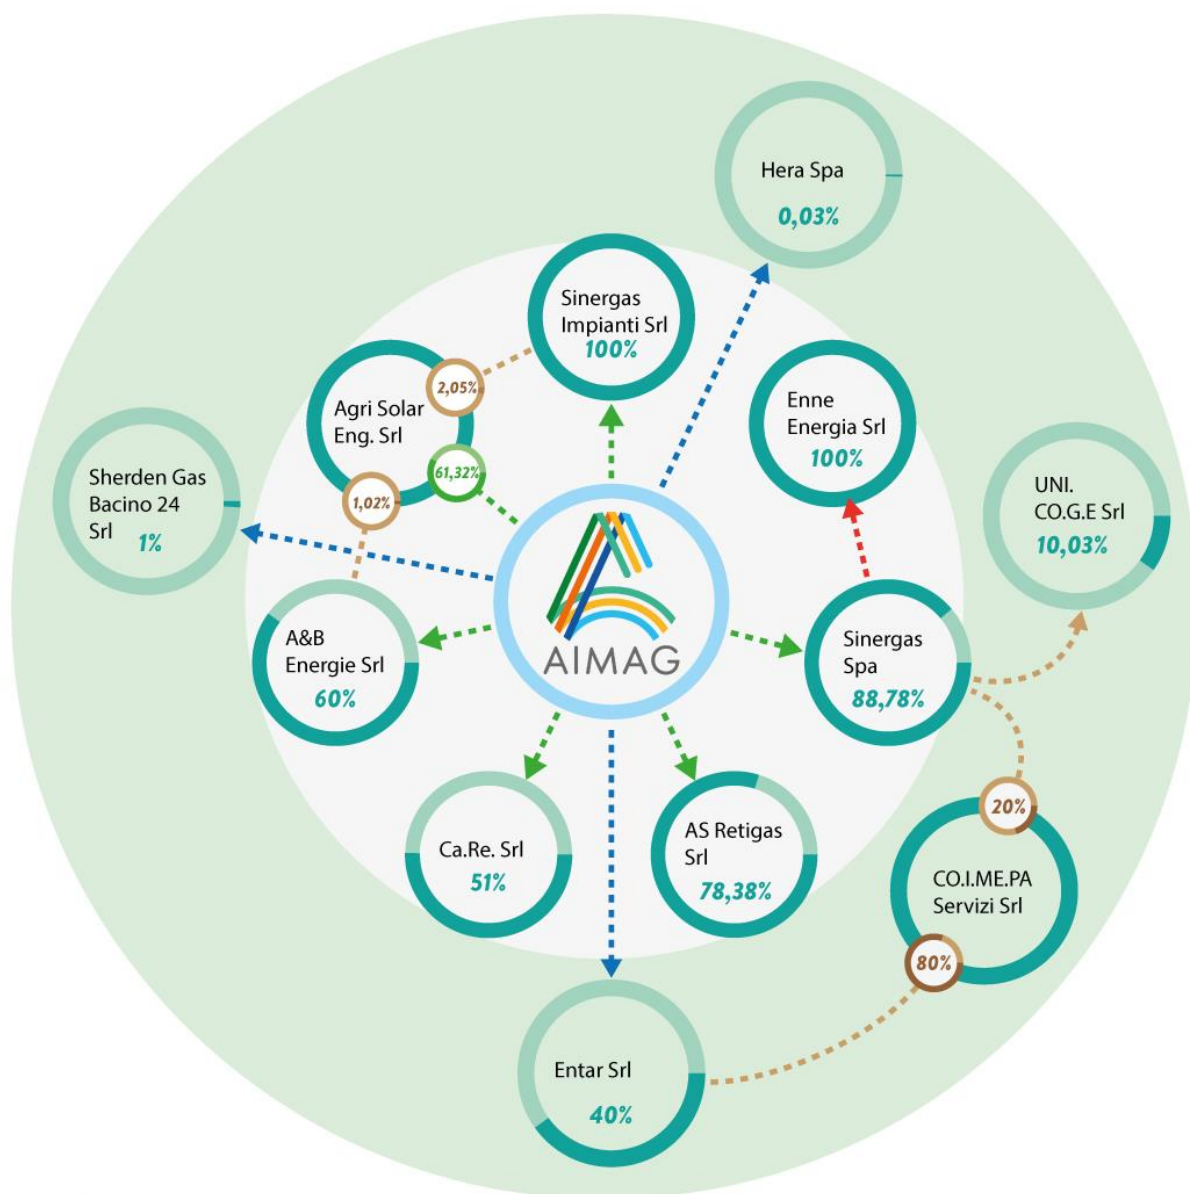 Hera Spa
0,03%
Sinergas
Impianti Srl
100%
Enne
Energia Srl
100%
Agri Solar
Eng. Srl
2,05%
61,32%
1,02%
Sherden Gas
Bacino 24
Srl
1%
UNI.
CO.G.E Srl
10,03%
AIMAG
A&B
Energie Srl
60%
Sinergas
Spa
88,78%
Ca.Re. Srl
51%
AS Retigas
Srl
78,38%
20%
CO.I.ME.PA
Servizi Srl
80%
Entar Srl
40%